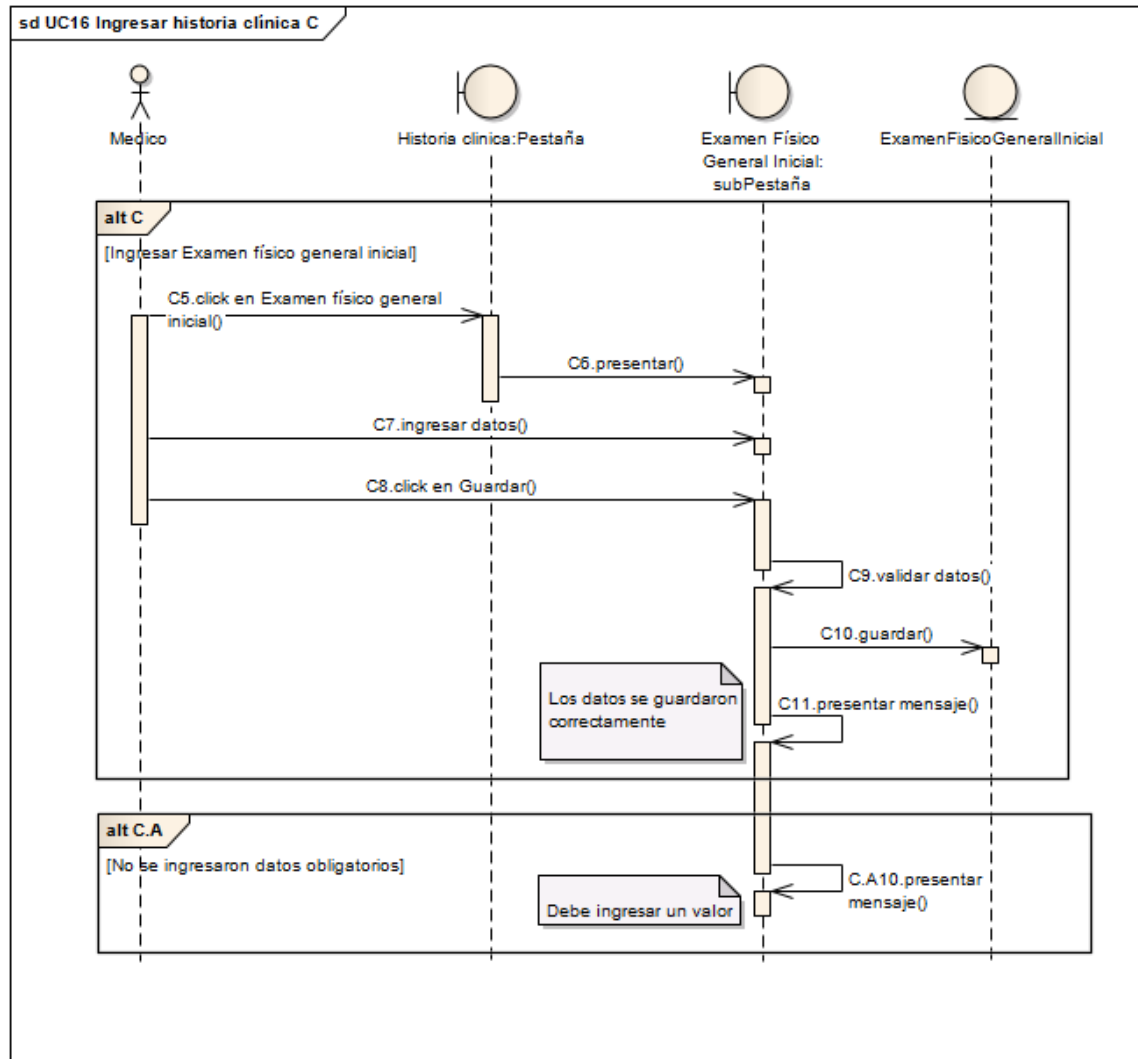 sd UC16 Ingresar historia clínica C
Medico
Historia clinica:Pestaña
Examen Físico
General Inicial:
subPestaña
ExamenFisicoGeneralInicial
alt C
[Ingresar Examen físico general inicial]
C5.click en Examen físico general
inicial()
C6.presentar()
C7.ingresar datos()
C8.click en Guardar()
C9.validar datos()
C10.guardar()
Los datos se guardaron
correctamente
C11.presentar mensaje()
alt C.A
[No se ingresaron datos obligatorios]
C.A10.presentar
mensaje()
Debe ingresar un valor